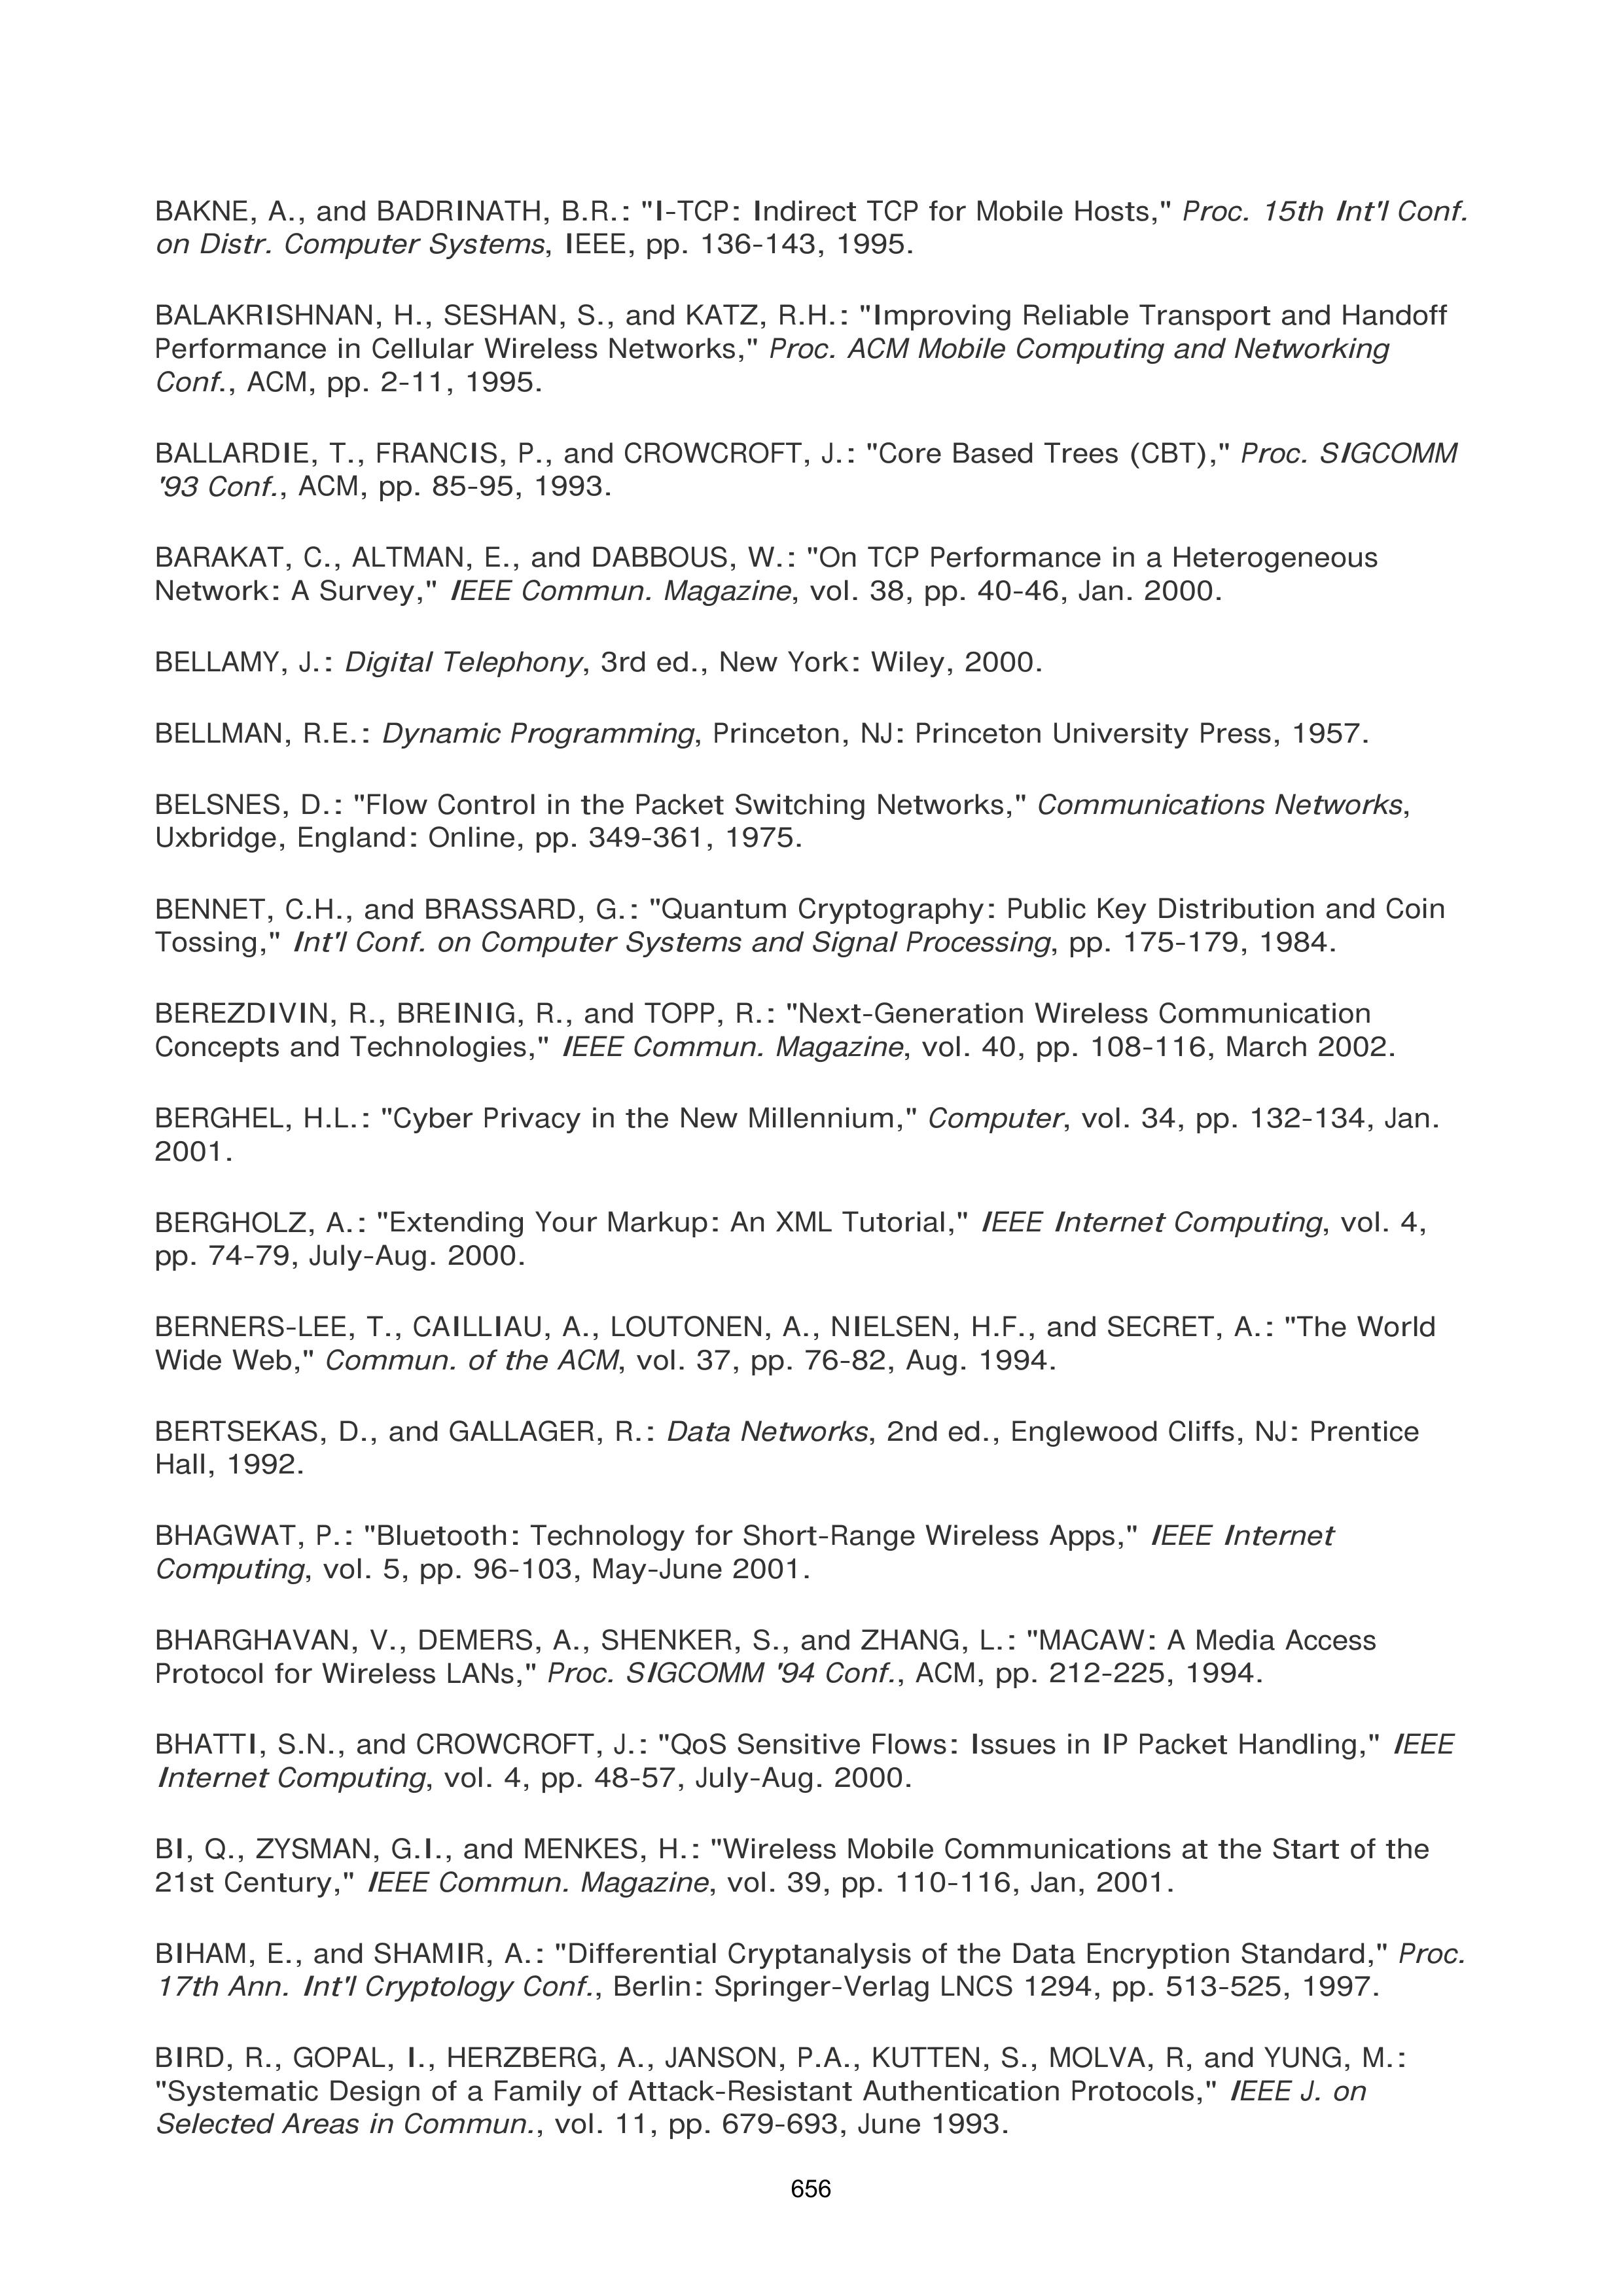 BAKNE, A., and BADRINATH, B.R.: "I-TCP: Indirect TCP for Mobile Hosts," Proc. 15th Int'l Conf.
on Distr. Computer Systems, IEEE, pp. 136-143, 1995.
BALAKRISHNAN, H., SESHAN, S., and KATZ, R.H.: "Improving Reliable Transport and Handoff
Performance in Cellular Wireless Networks," Proc. ACM Mobile Computing and Networking
Conf., ACM, pp. 2-11, 1995.
BALLARDIE, T., FRANCIS, P., and CROWCROFT, J.: "Core Based Trees (CBT)," Proc. SIGCOMM
'93 Conf., ACM, pp. 85-95, 1993.
BARAKAT, C., ALTMAN, E., and DABBOUS, W.: "On TCP Performance in a Heterogeneous
Network: A Survey," IEEE Commun. Magazine, vol. 38, pp. 40-46, Jan. 2000.
BELLAMY, J.: Digital Telephony, 3rd ed., New York: Wiley, 2000.
BELLMAN, R.E.: Dynamic Programming, Princeton, NJ: Princeton University Press, 1957.
BELSNES, D.: "Flow Control in the Packet Switching Networks," Communications Networks,
Uxbridge, England: Online, pp. 349-361, 1975.
BENNET, C.H., and BRASSARD, G.: "Quantum Cryptography: Public Key Distribution and Coin
Tossing," Int'l Conf. on Computer Systems and Signal Processing, pp. 175-179, 1984.
BEREZDIVIN, R., BREINIG, R., and TOPP, R.: "Next-Generation Wireless Communication
Concepts and Technologies," IEEE Commun. Magazine, vol. 40, pp. 108-116, March 2002.
BERGHEL, H.L.: "Cyber Privacy in the New Millennium," Computer, vol. 34, pp. 132-134, Jan.
2001.
BERGHOLZ, A.: "Extending Your Markup: An XML Tutorial," IEEE Internet Computing, vol. 4,
pp. 74-79, July-Aug. 2000.
BERNERS-LEE, T., CAILLIAU, A., LOUTONEN, A., NIELSEN, H.F., and SECRET, A.: "The World
Wide Web," Commun. of the ACM, vol. 37, pp. 76-82, Aug. 1994.
BERTSEKAS, D., and GALLAGER, R.: Data Networks, 2nd ed., Englewood Cliffs, NJ: Prentice
Hall, 1992.
BHAGWAT, P.: "Bluetooth: Technology for Short-Range Wireless Apps," IEEE Internet
Computing, vol. 5, pp. 96-103, May-June 2001.
BHARGHAVAN, V., DEMERS, A., SHENKER, S., and ZHANG, L.: "MACAW: A Media Access
Protocol for Wireless LANs," Proc. SIGCOMM '94 Conf., ACM, pp. 212-225, 1994.
BHATTI, S.N., and CROWCROFT, J.: "QoS Sensitive Flows: Issues in IP Packet Handling," IEEE
Internet Computing, vol. 4, pp. 48-57, July-Aug. 2000.
BI, Q., ZYSMAN, G.I., and MENKES, H.: "Wireless Mobile Communications at the Start of the
21st Century," IEEE Commun. Magazine, vol. 39, pp. 110-116, Jan, 2001.
BIHAM, E., and SHAMIR, A.: "Differential Cryptanalysis of the Data Encryption Standard," Proc.
17th Ann. Int'l Cryptology Conf., Berlin: Springer-Verlag LNCS 1294, pp. 513-525, 1997.
BIRD, R., GOPAL, I., HERZBERG, A., JANSON, P.A., KUTTEN, S., MOLVA, R, and YUNG, M.:
"Systematic Design of a Family of Attack-Resistant Authentication Protocols," IEEE J. on
Selected Areas in Commun., vol. 11, pp. 679-693, June 1993.
656